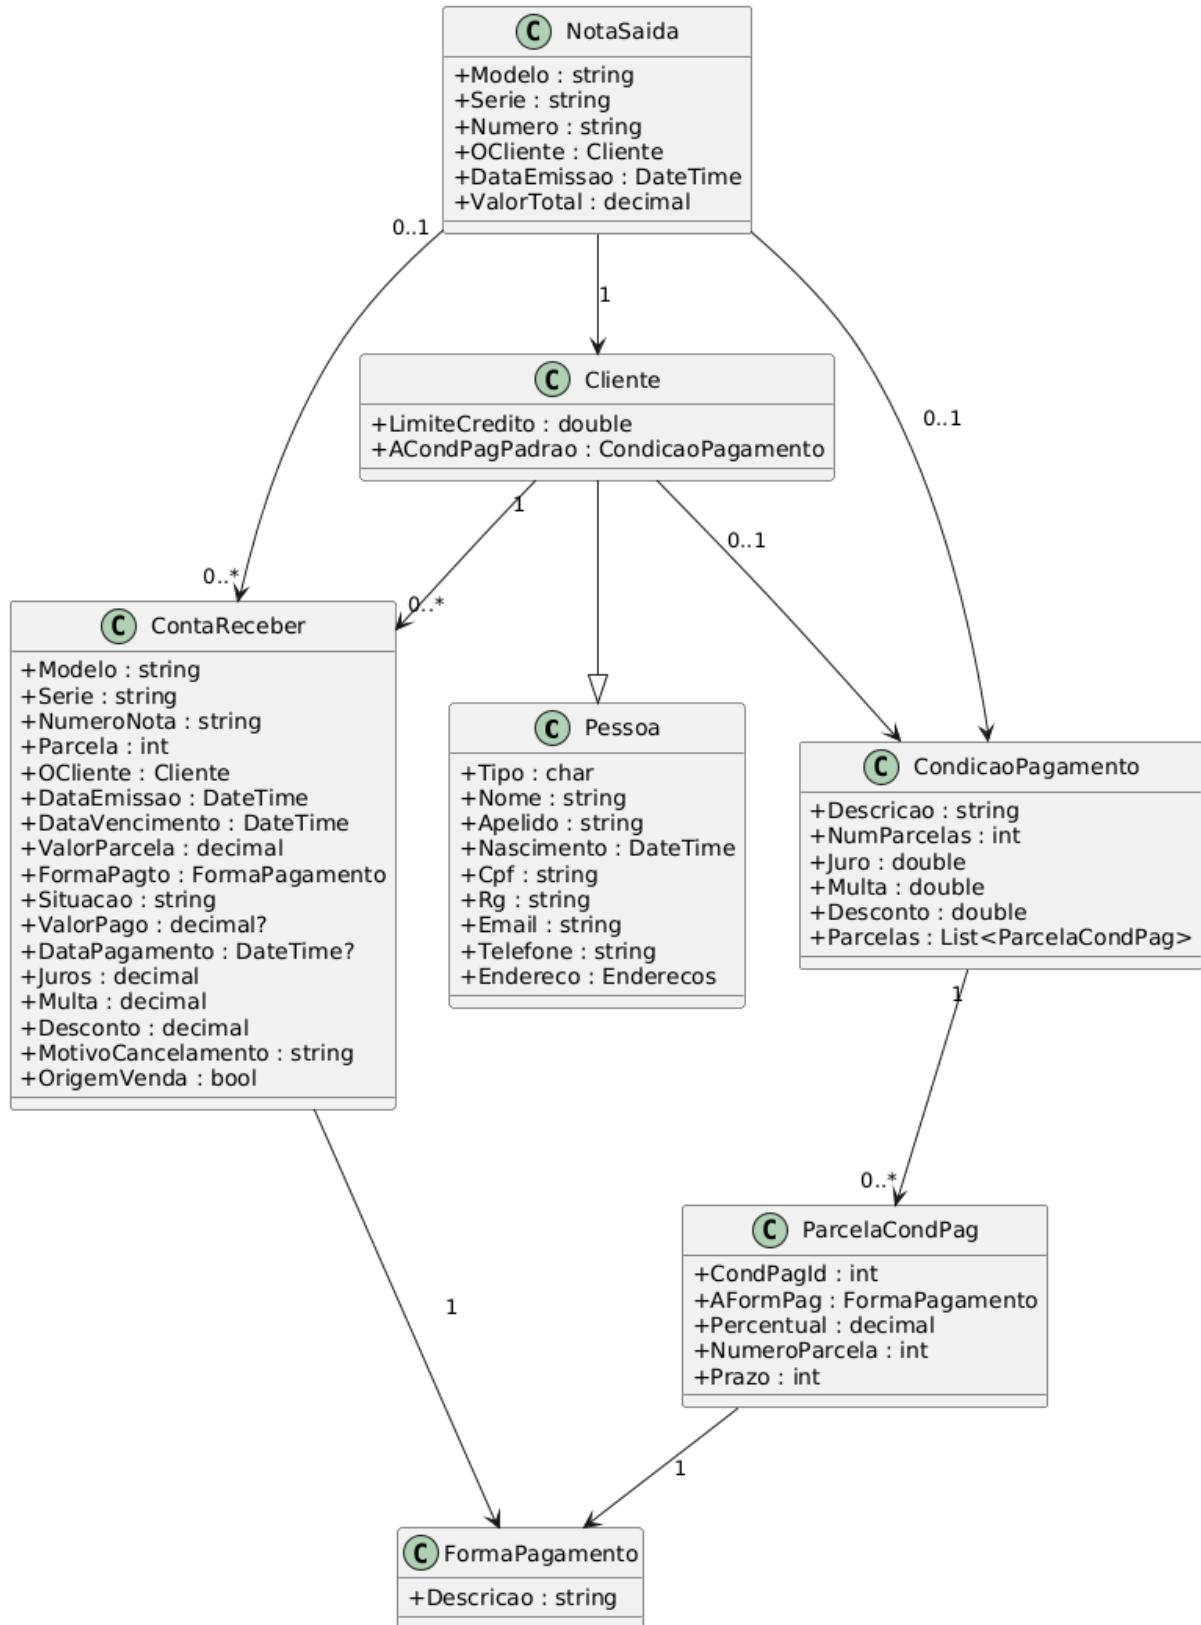 C NotaSaida
+Modelo : string
+Serie : string
+Numero : string
+OCliente : Cliente
+DataEmissao : DateTime
+ValorTotal : decimal
0..1
1
0..1
C Cliente
+LimiteCredito : double
+ACondPagPadrao : CondicaoPagamento
1
0..1
0..*
0..*
C ContaReceber
+Modelo : string
+Serie : string
+NumeroNota : string
+Parcela : int
+OCliente : Cliente
+DataEmissao : DateTime
+DataVencimento : DateTime
+ValorParcela : decimal
+FormaPagto : FormaPagamento
+Situacao : string
+ValorPago : decimal?
+DataPagamento : DateTime?
+Juros : decimal
+Multa : decimal
+Desconto : decimal
+MotivoCancelamento : string
+OrigemVenda : bool
C Pessoa
+Tipo : char
+Nome : string
+Apelido : string
+Nascimento : DateTime
+Cpf : string
+Rg : string
+Email : string
+Telefone : string
+Endereco : Enderecos
C CondicaoPagamento
+Descricao : string
+NumParcelas : int
+Juro : double
+Multa : double
+Desconto : double
+Parcelas : List<ParcelaCondPag>
1
0..*
C ParcelaCondPag
+CondPagId : int
+AFormPag : FormaPagamento
+Percentual : decimal
+NumeroParcela : int
+Prazo : int
1
1
C FormaPagamento
+Descricao : string